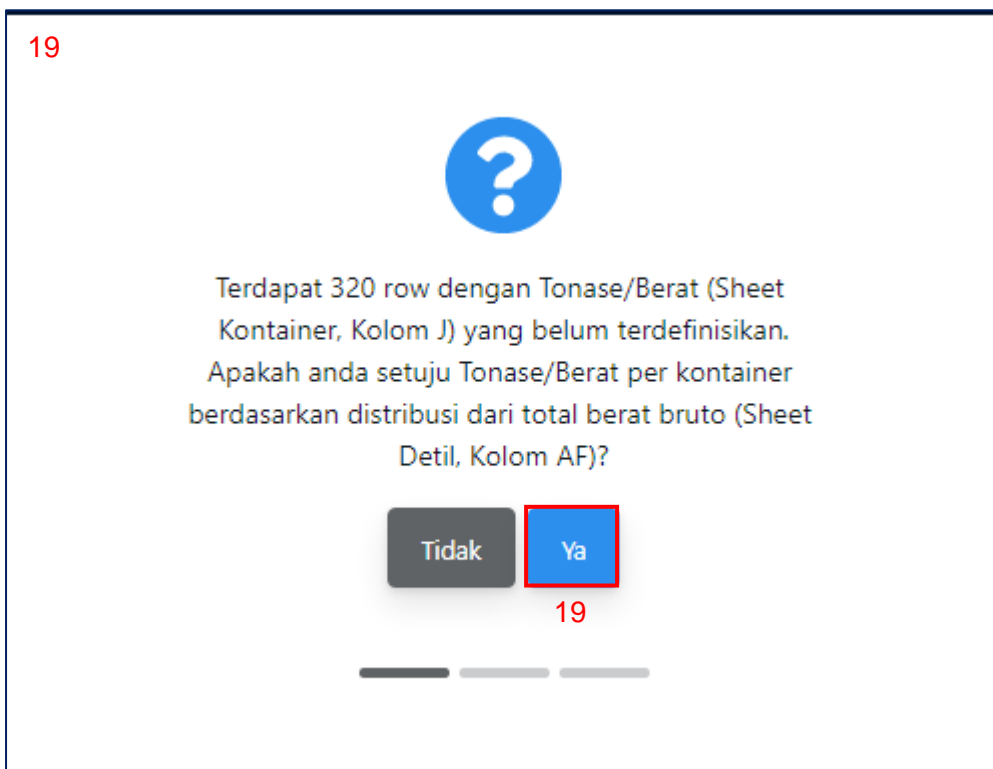 19
?
Terdapat 320 row dengan Tonase/Berat (Sheet
Kontainer, Kolom J) yang belum terdefinisikan.
Apakah anda setuju Tonase/Berat per kontainer
berdasarkan distribusi dari total berat bruto (Sheet
Detil, Kolom AF)?
Tidak Ya
19